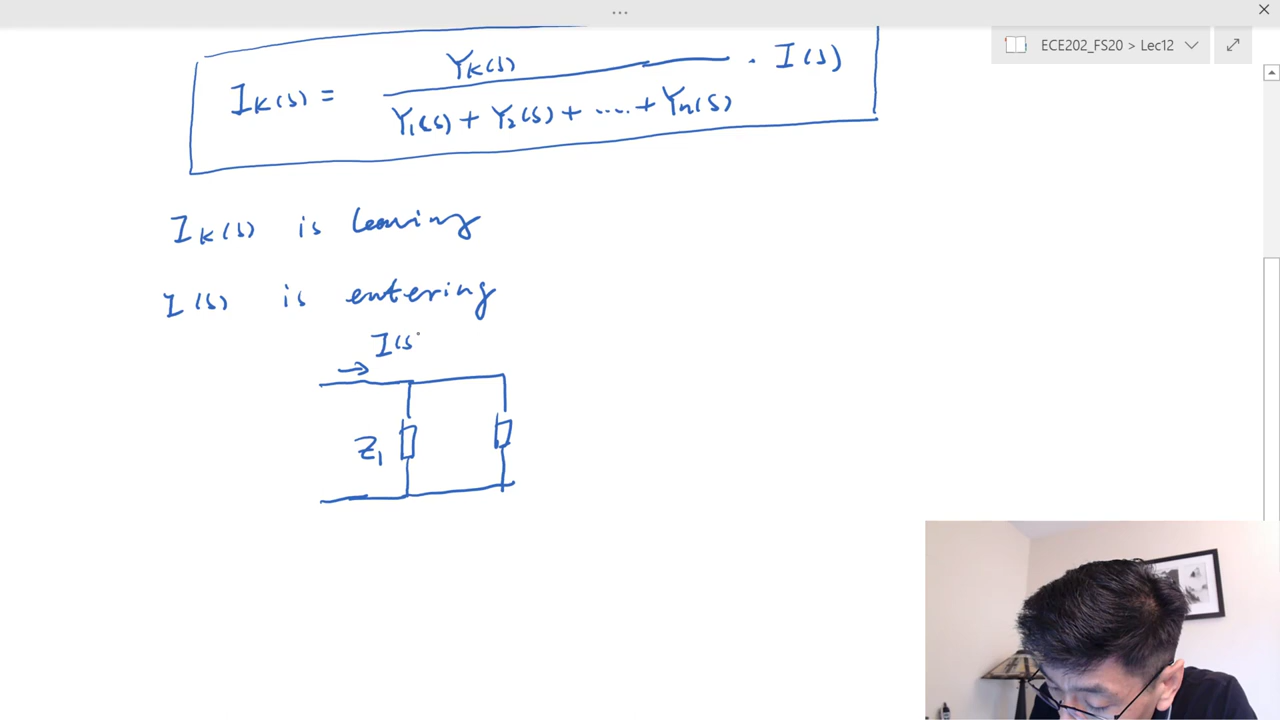 ECE202_FS20 > Lec12
Yk(s)
Ik(s) = ———— · I(s)
Y1(s) + Y2(s) + ..... + Yn(s)
Ik(s) is leaving
I(s) is entering
I(s
Z1